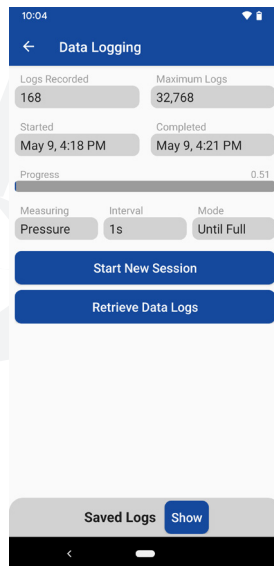 10:04
Data Logging
Logs Recorded Maximum Logs
168 32,768
Started Completed
May 9, 4:18 PM May 9, 4:21 PM
Progress 0.51
Measuring Interval Mode
Pressure 1s Until Full
Start New Session
Retrieve Data Logs
Saved Logs Show